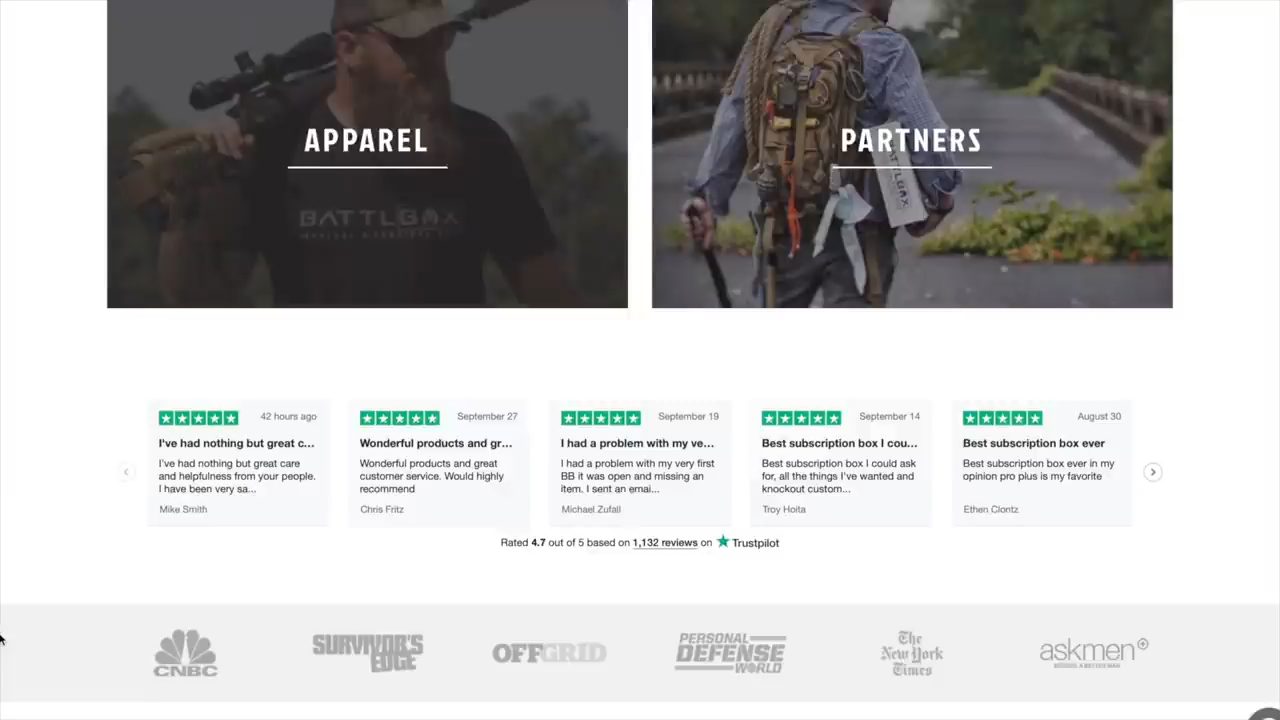 APPAREL
PARTNERS
BATTLBOX
BATTLBOX
42 hours ago
I've had nothing but great c...
I've had nothing but great care
and helpfulness from your people.
I have been very sa...
Mike Smith
September 27
Wonderful products and gr...
Wonderful products and great
customer service. Would highly
recommend
Chris Fritz
September 19
I had a problem with my ve...
I had a problem with my very first
BB it was open and missing an
item. I sent an emai...
Michael Zufall
September 14
Best subscription box I cou...
Best subscription box I could ask
for, all the things I've wanted and
knockout custom...
Troy Hoita
August 30
Best subscription box ever
Best subscription box ever in my
opinion pro plus is my favorite
Ethen Clontz
Rated 4.7 out of 5 based on 1,132 reviews on Trustpilot
CNBC
SURVIVOR'S
EDGE
OFFGRID
PERSONAL
DEFENSE
WORLD
The
New York
Times
askmen